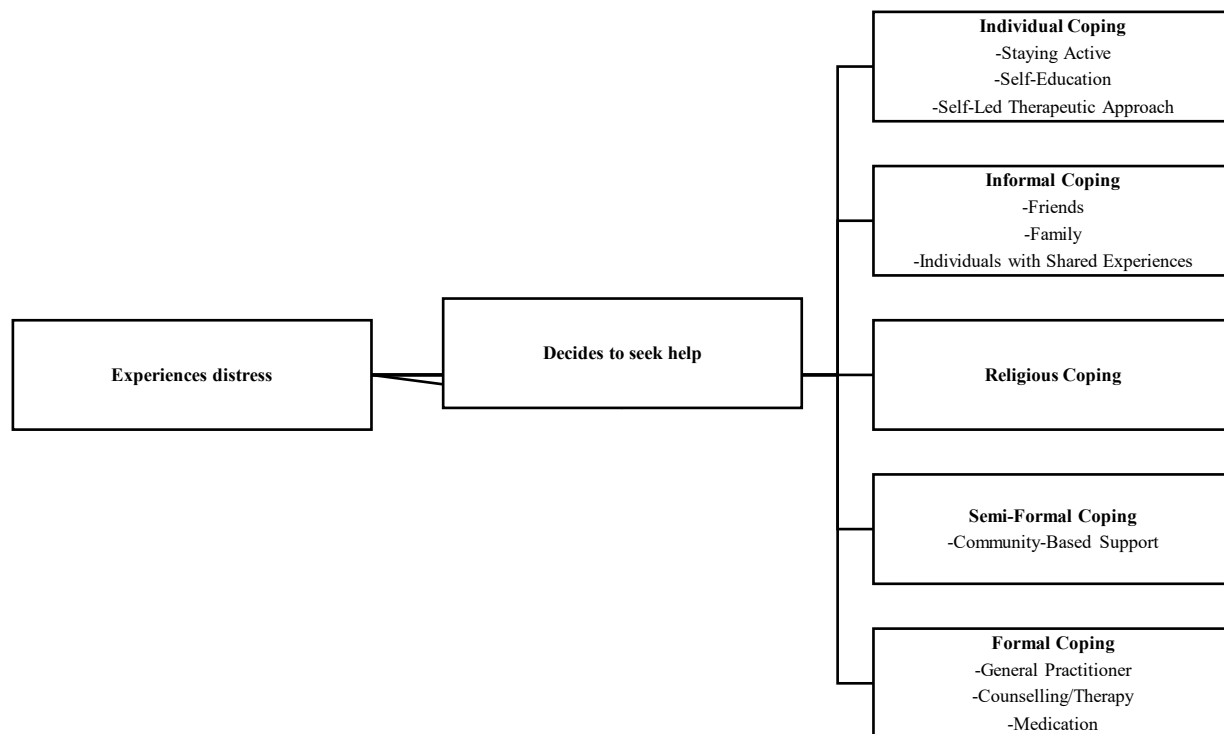 Experiences distress
Decides to seek help
Individual Coping
-Staying Active
-Self-Education
-Self-Led Therapeutic Approach
Informal Coping
-Friends
-Family
-Individuals with Shared Experiences
Religious Coping
Semi-Formal Coping
-Community-Based Support
Formal Coping
-General Practitioner
-Counselling/Therapy
-Medication